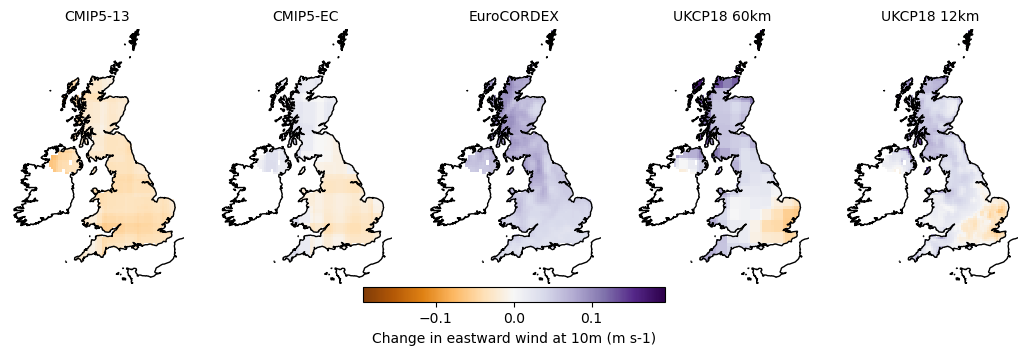 CMIP5-13
CMIP5-EC
EuroCORDEX
UKCP18 60km
UKCP18 12km
−0.1
0.0
0.1
Change in eastward wind at 10m (m s-1)